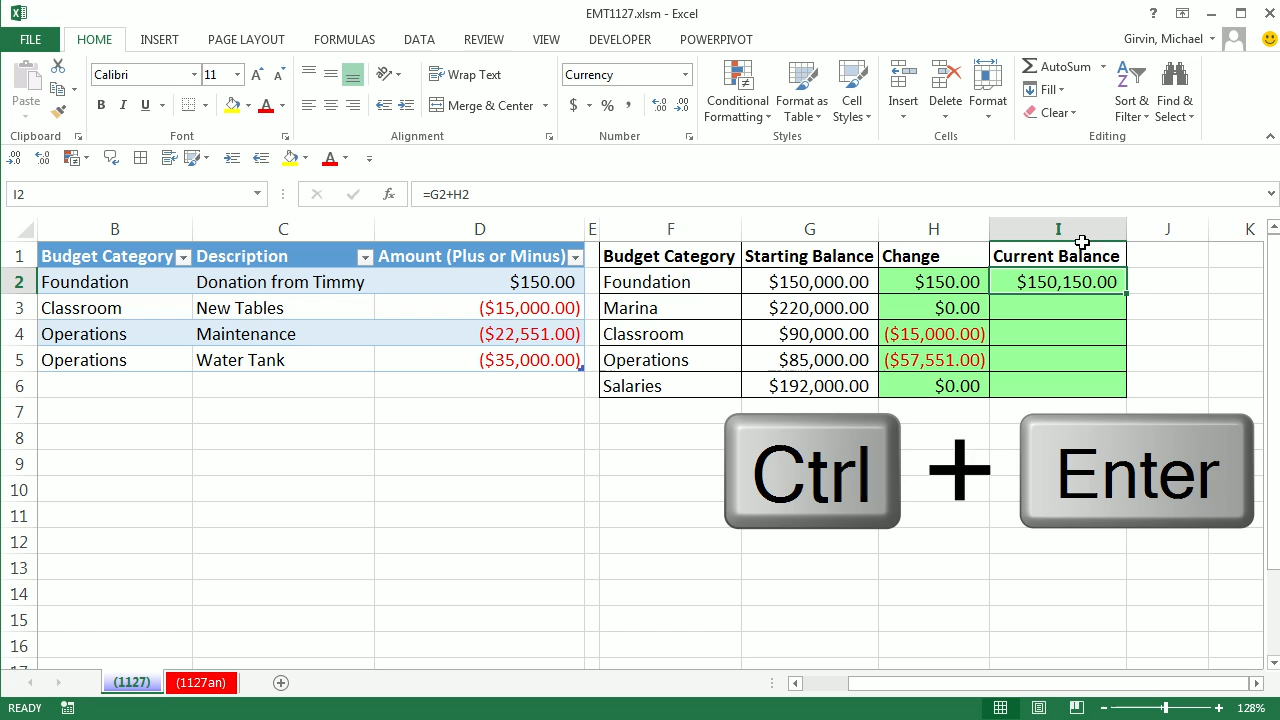 EMT1127.xlsm - Excel
?
FILE HOME INSERT PAGE LAYOUT FORMULAS DATA REVIEW VIEW DEVELOPER POWERPIVOT Girvin, Michael
Paste
Calibri 11 A A
B I U A
Wrap Text
Merge & Center
Currency
$ % ,
Conditional Formatting
Format as Table
Cell Styles
Insert
Delete
Format
AutoSum
Fill
Clear
Sort & Filter
Find & Select
Clipboard Font Alignment Number Styles Cells Editing
I2 fx =G2+H2
B C D E F G H I J K
1 Budget Category Description Amount (Plus or Minus) Budget Category Starting Balance Change Current Balance
2 Foundation Donation from Timmy $150.00 Foundation $150,000.00 $150.00 $150,150.00
3 Classroom New Tables ($15,000.00) Marina $220,000.00 $0.00
4 Operations Maintenance ($22,551.00) Classroom $90,000.00 ($15,000.00)
5 Operations Water Tank ($35,000.00) Operations $85,000.00 ($57,551.00)
6 Salaries $192,000.00 $0.00
7
8
9
10
11
12
13
14
15
16
17
Ctrl + Enter
(1127) (1127an)
READY 128%